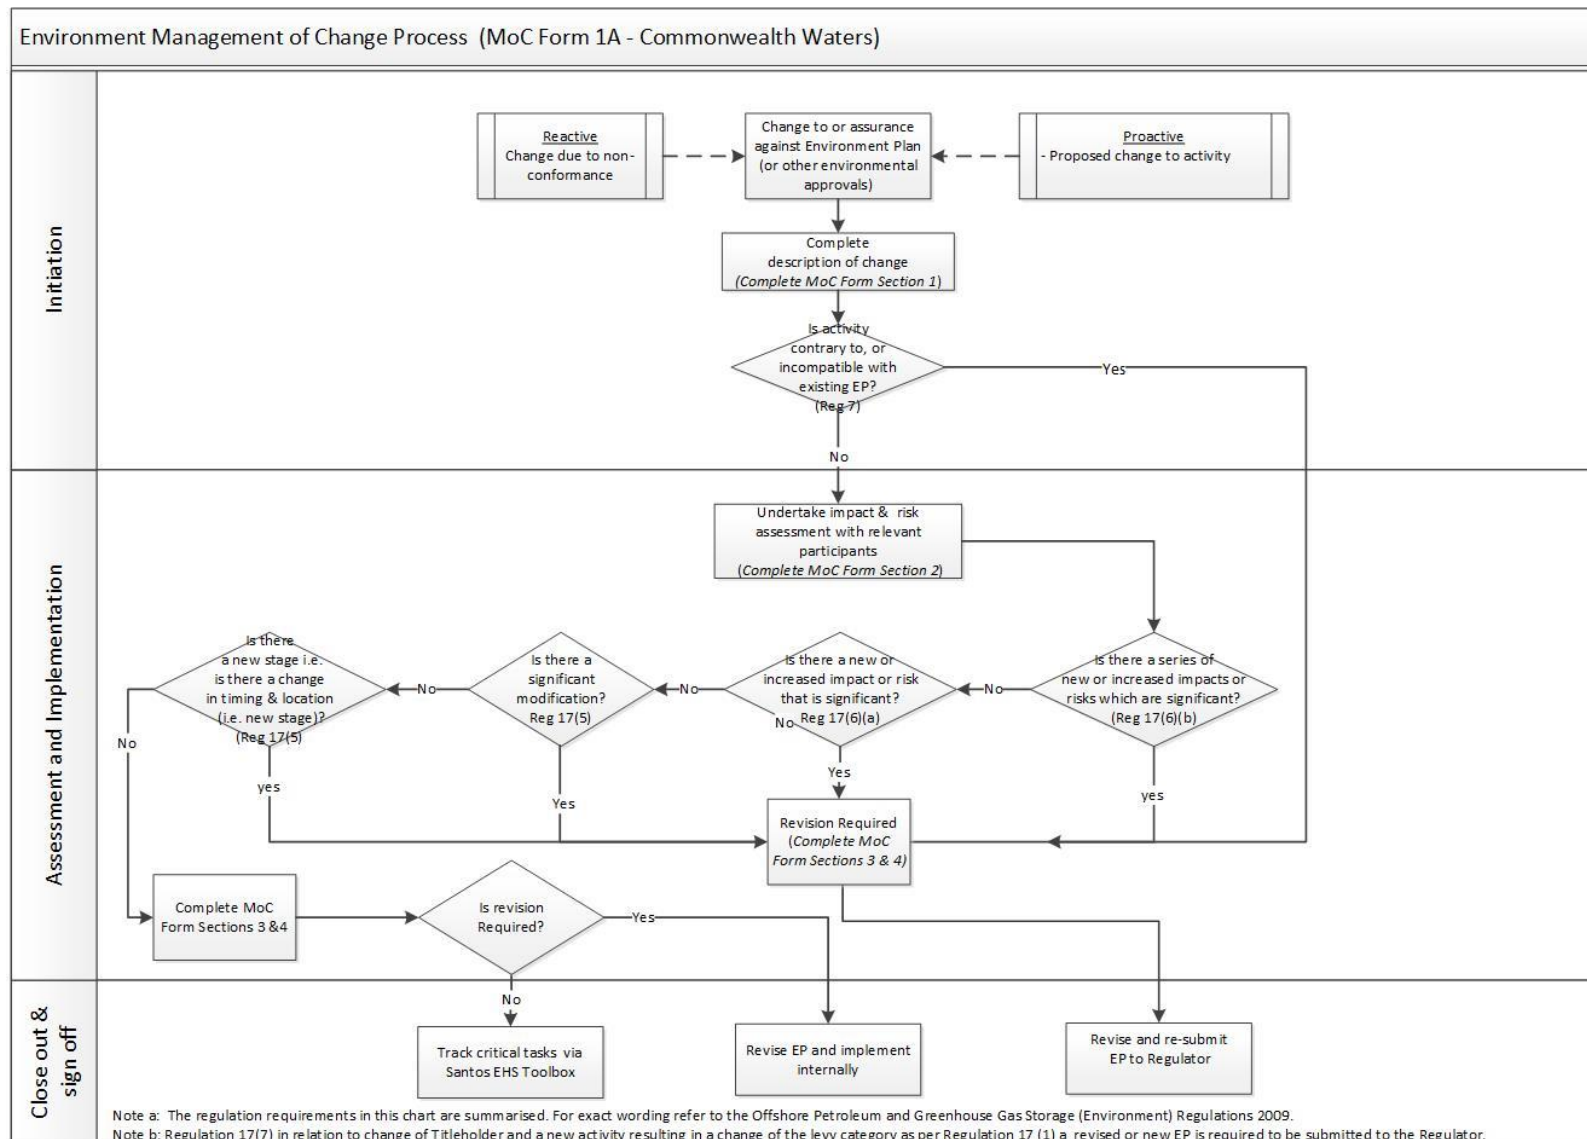 Environment Management of Change Process (MoC Form 1A - Commonwealth Waters)
Initiation
Reactive
Change due to non-
conformance
Change to or assurance
against Environment Plan
(or other environmental
approvals)
Proactive
- Proposed change to activity
Complete
description of change
(Complete MoC Form Section 1)
Is activity
contrary to, or
incompatible with
existing EP?
(Reg 7)
Yes
No
Assessment and Implementation
Undertake impact & risk
assessment with relevant
participants
(Complete MoC Form Section 2)
Is there
a new stage i.e.
is there a change
in timing & location
(i.e. new stage)?
(Reg 17(5)
No
Is there a
significant
modification?
Reg 17(5)
No
Is there a new or
increased impact or risk
that is significant?
No Reg 17(6)(a)
No
Is there a series of
new or increased impacts or
risks which are significant?
(Reg 17(6)(b)
No
yes
Yes
Yes
yes
Revision Required
(Complete MoC
Form Sections 3 & 4)
Complete MoC
Form Sections 3 &4
Is revision
Required?
Yes
No
Close out &
sign off
Track critical tasks via
Santos EHS Toolbox
Revise EP and implement
internally
Revise and re-submit
EP to Regulator
Note a: The regulation requirements in this chart are summarised. For exact wording refer to the Offshore Petroleum and Greenhouse Gas Storage (Environment) Regulations 2009.
Note b: Regulation 17(7) in relation to change of Titleholder and a new activity resulting in a change of the levy category as per Regulation 17 (1) a revised or new EP is required to be submitted to the Regulator.